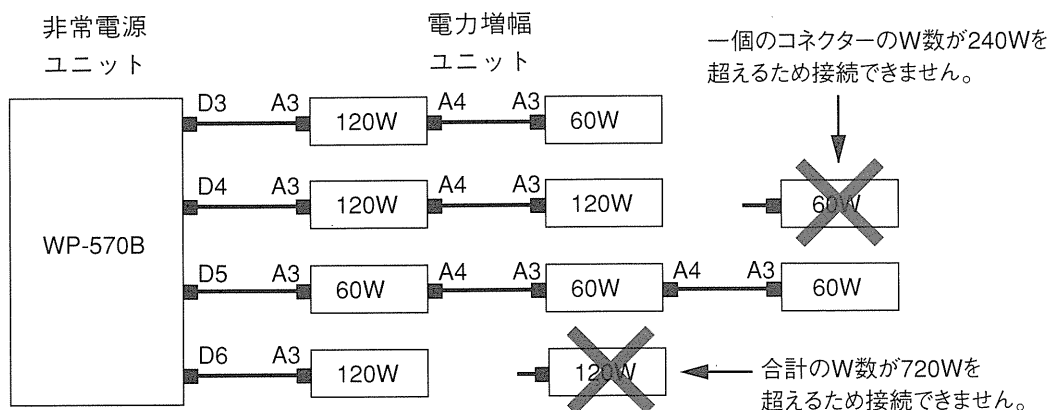 非常電源
ユニット
電力増幅
ユニット
一個のコネクターのW数が240Wを
超えるため接続できません。
WP-570B
D3 A3 120W A4 A3 60W
D4 A3 120W A4 A3 120W 60W
D5 A3 60W A4 A3 60W A4 A3 60W
D6 A3 120W 120W
合計のW数が720Wを
超えるため接続できません。